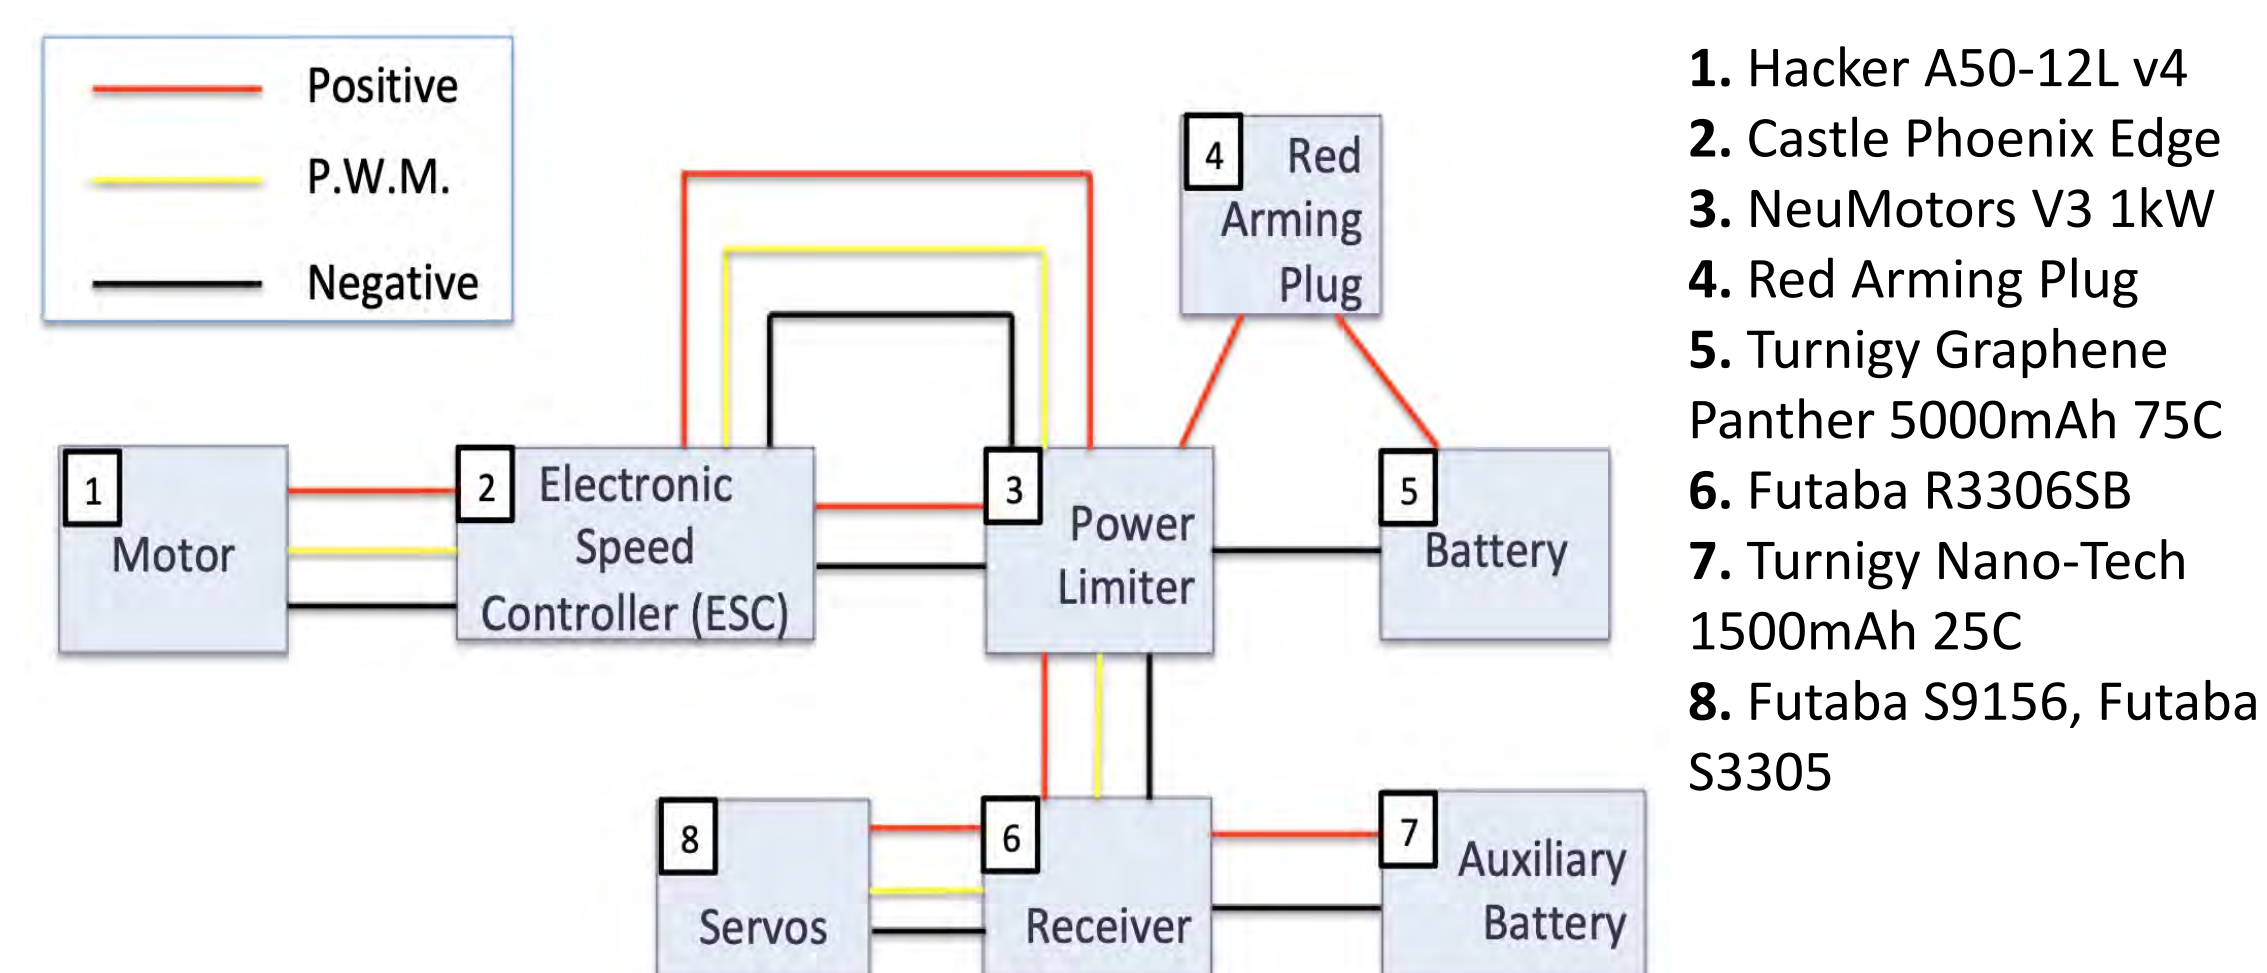 Positive
P.W.M.
Negative
4
Red
Arming
Plug
1
Motor
2
Electronic
Speed
Controller (ESC)
3
Power
Limiter
5
Battery
8
Servos
6
Receiver
7
Auxiliary
Battery
1. Hacker A50-12L v4
2. Castle Phoenix Edge
3. NeuMotors V3 1kW
4. Red Arming Plug
5. Turnigy Graphene
Panther 5000mAh 75C
6. Futaba R3306SB
7. Turnigy Nano-Tech
1500mAh 25C
8. Futaba S9156, Futaba
S3305